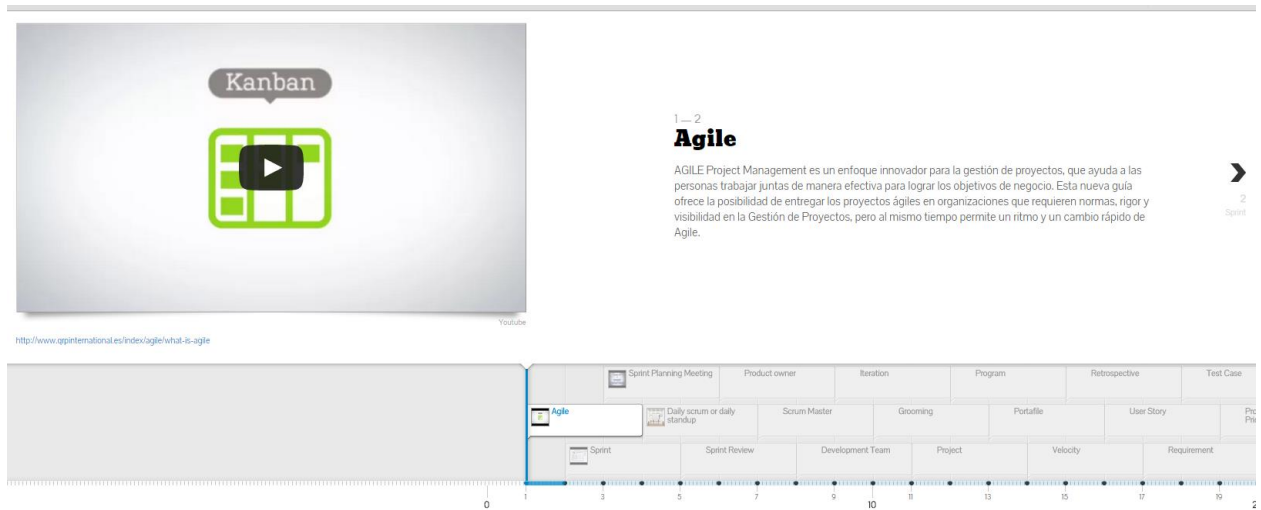 Kanban
1 — 2
Agile
AGILE Project Management es un enfoque innovador para la gestión de proyectos, que ayuda a las
personas trabajar juntas de manera efectiva para lograr los objetivos de negocio. Esta nueva guía
ofrece la posibilidad de entregar los proyectos ágiles en organizaciones que requieren normas, rigor y
visibilidad en la Gestión de Proyectos, pero al mismo tiempo permite un ritmo y un cambio rápido de
Agile.
2
Sprint
Youtube
http://www.qrpinternational.es/index/agile/what-is-agile
Sprint Planning Meeting Product owner Iteration Program Retrospective Test Case
Agile Daily scrum or daily
standup Scrum Master Grooming Portafile User Story
Sprint Sprint Review Development Team Project Velocity Requirement
1 3 5 7 9 11 13 15 17 19
0 10 2